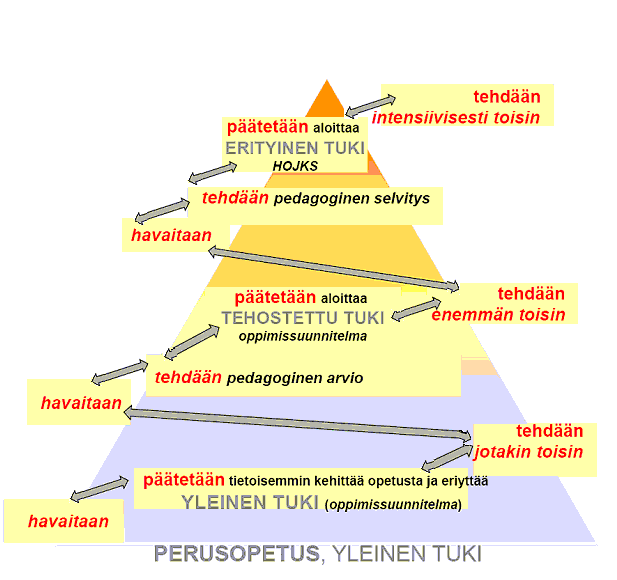 tehdään
intensiivisesti toisin
päätetään aloittaa
ERITYINEN TUKI
HOJKS
tehdään pedagoginen selvitys
havaitaan
päätetään aloittaa
TEHOSTETTU TUKI
oppimissuunnitelma
tehdään
enemmän toisin
tehdään pedagoginen arvio
havaitaan
tehdään
jotakin toisin
päätetään tietoisemmin kehittää opetusta ja eriyttää
YLEINEN TUKI (oppimissuunnitelma)
havaitaan
PERUSOPETUS, YLEINEN TUKI